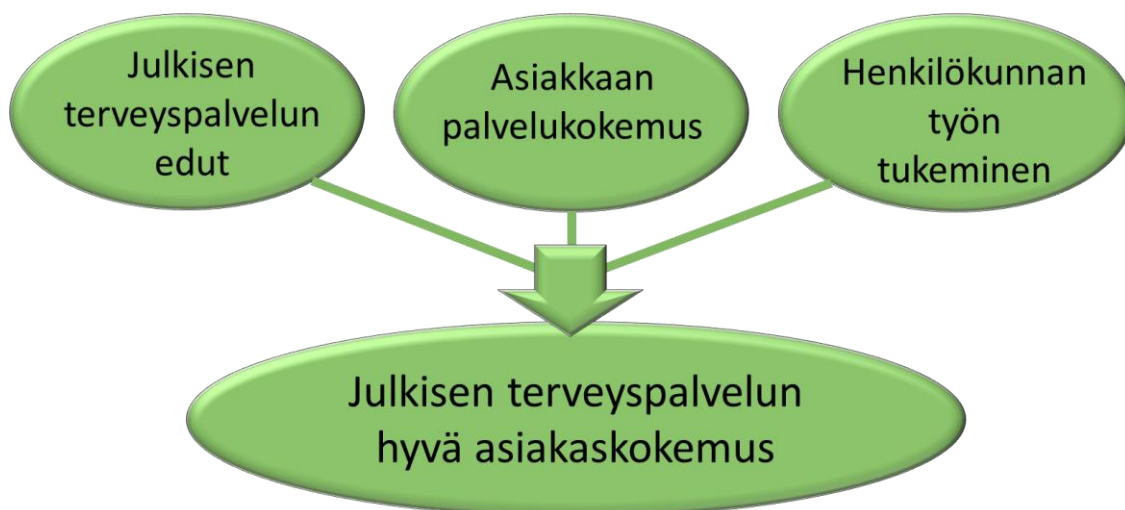 Julkisen
terveyspalvelun
edut
Asiakkaan
palvelukokemus
Henkilökunnan
työn
tukeminen
Julkisen terveyspalvelun
hyvä asiakaskokemus